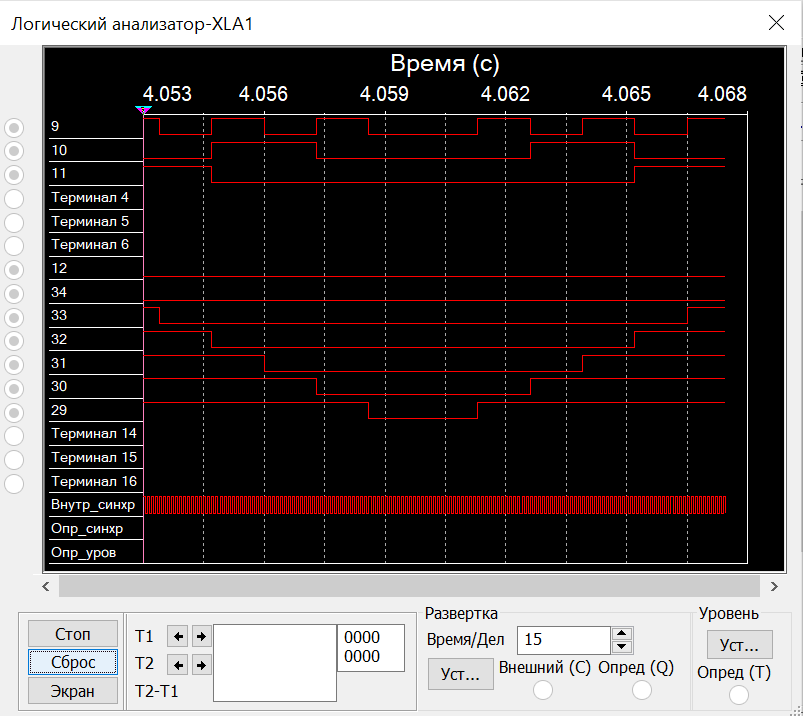 Логический анализатор-XLA1
Время (с)
4.053 4.056 4.059 4.062 4.065 4.068
9
10
11
Терминал 4
Терминал 5
Терминал 6
12
34
33
32
31
30
29
Терминал 14
Терминал 15
Терминал 16
Внутр_синхр
Опр_синхр
Опр_уров
Стоп
Сброс
Экран
T1
T2
T2-T1
0000
0000
Развертка
Время/Дел 15
Уст... Внешний (C) Опред (Q)
Уровень
Уст...
Опред (T)